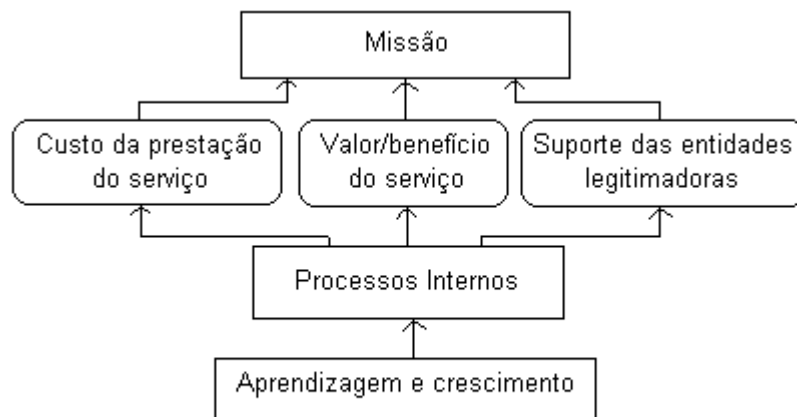 Missão
Custo da prestação
do serviço
Valor/benefício
do serviço
Suporte das entidades
legitimadoras
Processos Internos
Aprendizagem e crescimento